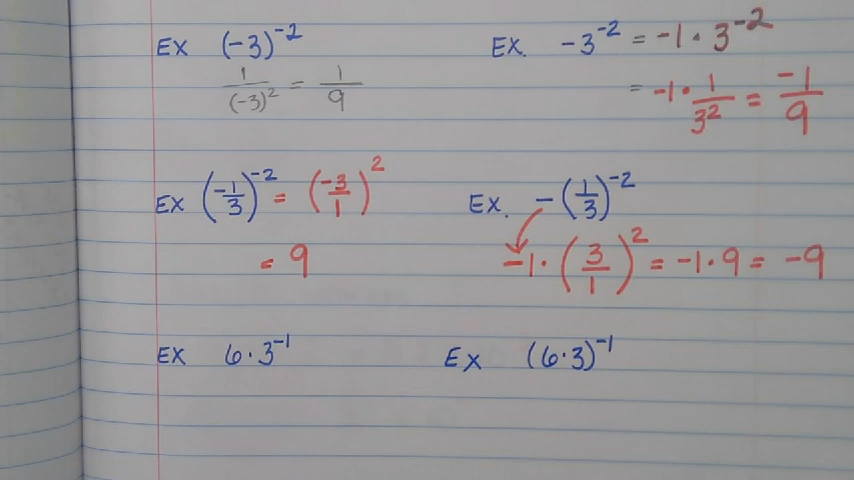 Ex (-3)^-2
1/(-3)^2 = 1/9
Ex. -3^-2 = -1 · 3^-2
= -1 · 1/3^2 = -1/9
Ex (-1/3)^-2 = (-3/1)^2
= 9
Ex. -(1/3)^-2
-1 · (3/1)^2 = -1 · 9 = -9
Ex 6 · 3^-1
Ex (6 · 3)^-1